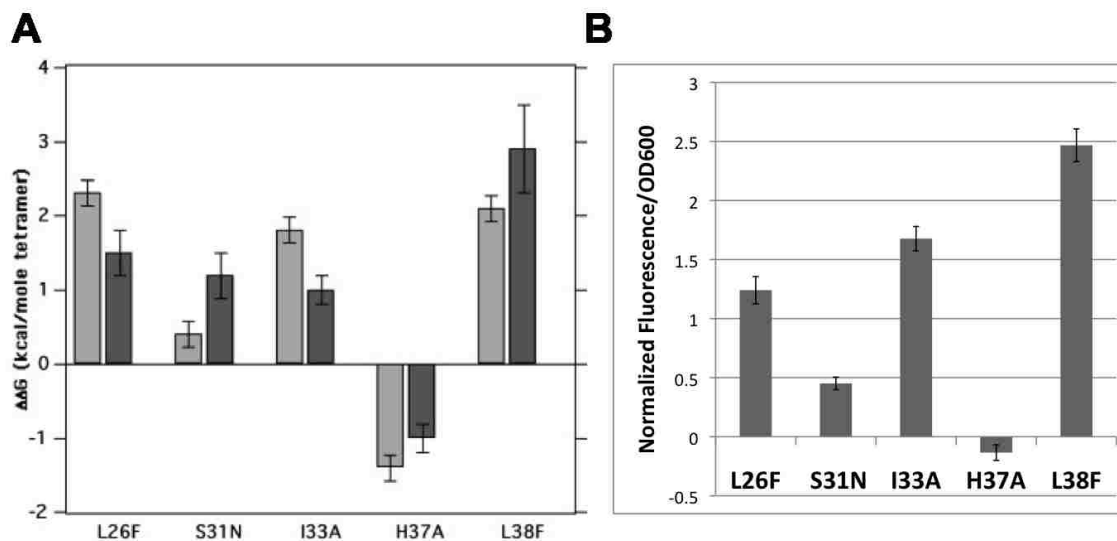 A
ΔΔG (kcal/mole tetramer)
4
3
2
1
0
-1
-2
L26F S31N I33A H37A L38F
B
Normalized Fluorescence/OD600
3
2.5
2
1.5
1
0.5
0
-0.5
L26F S31N I33A H37A L38F